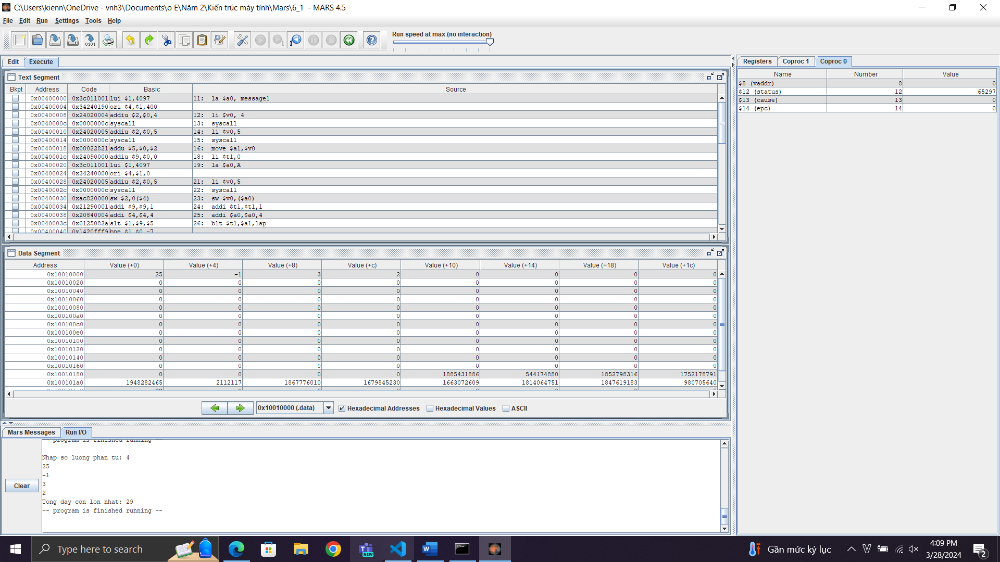 C:\Users\kienn\OneDrive - vnh3\Documents\o E\Năm 2\Kiến trúc máy tính\Mars\6_1 - MARS 4.5
File Edit Run Settings Tools Help
Run speed at max (no interaction)
Edit Execute
Text Segment
Bkpt Address Code Basic Source
0x00400000 0x3c011001 lui $1,4097 11: la $a0, message1
0x00400004 0x34240190 ori $4,$1,400
0x00400008 0x24020004 addiu $2,$0,4 12: li $v0, 4
0x0040000c 0x0000000c syscall 13: syscall
0x00400010 0x24020005 addiu $2,$0,5 14: li $v0,5
0x00400014 0x0000000c syscall 15: syscall
0x00400018 0x00022821 addu $5,$0,$2 16: move $a1,$v0
0x0040001c 0x24090000 addiu $9,$0,0 18: li $t1,0
0x00400020 0x3c011001 lui $1,4097 19: la $a0,A
0x00400024 0x34240000 ori $4,$1,0
0x00400028 0x24020005 addiu $2,$0,5 21: li $v0,5
0x0040002c 0x0000000c syscall 22: syscall
0x00400030 0xac820000 sw $2,0($4) 23: sw $v0,($a0)
0x00400034 0x21290001 addi $9,$9,1 24: addi $t1,$t1,1
0x00400038 0x20840004 addi $4,$4,4 25: addi $a0,$a0,4
0x0040003c 0x0125082a slt $1,$9,$5 26: blt $t1,$a1,lap
0x00400040 0x1420fff9 bne $1,$0,-7
Data Segment
Address Value (+0) Value (+4) Value (+8) Value (+c) Value (+10) Value (+14) Value (+18) Value (+1c)
0x10010000 25 -1 3 2 0 0 0 0
0x10010020 0 0 0 0 0 0 0 0
0x10010040 0 0 0 0 0 0 0 0
0x10010060 0 0 0 0 0 0 0 0
0x10010080 0 0 0 0 0 0 0 0
0x100100a0 0 0 0 0 0 0 0 0
0x100100c0 0 0 0 0 0 0 0 0
0x100100e0 0 0 0 0 0 0 0 0
0x10010100 0 0 0 0 0 0 0 0
0x10010120 0 0 0 0 0 0 0 0
0x10010140 0 0 0 0 0 0 0 0
0x10010160 0 0 0 0 0 0 0 0
0x10010180 0 0 0 0 1885431886 544174880 1852798316 1752178791
0x100101a0 1948282465 2112117 1867776010 1679845230 1663072609 1814064751 1847619183 980705640
0x10010000 (.data) Hexadecimal Addresses Hexadecimal Values ASCII
Mars Messages Run I/O
-- program is finished running --
Nhap so luong phan tu: 4
25
-1
3
2
Tong day con lon nhat: 29
-- program is finished running --
Clear
Registers Coproc 1 Coproc 0
Name Number Value
$8 (vaddr) 8 0
$12 (status) 12 65297
$13 (cause) 13 0
$14 (epc) 14 0
Type here to search
Gần mức kỷ lục
4:09 PM
3/28/2024
2